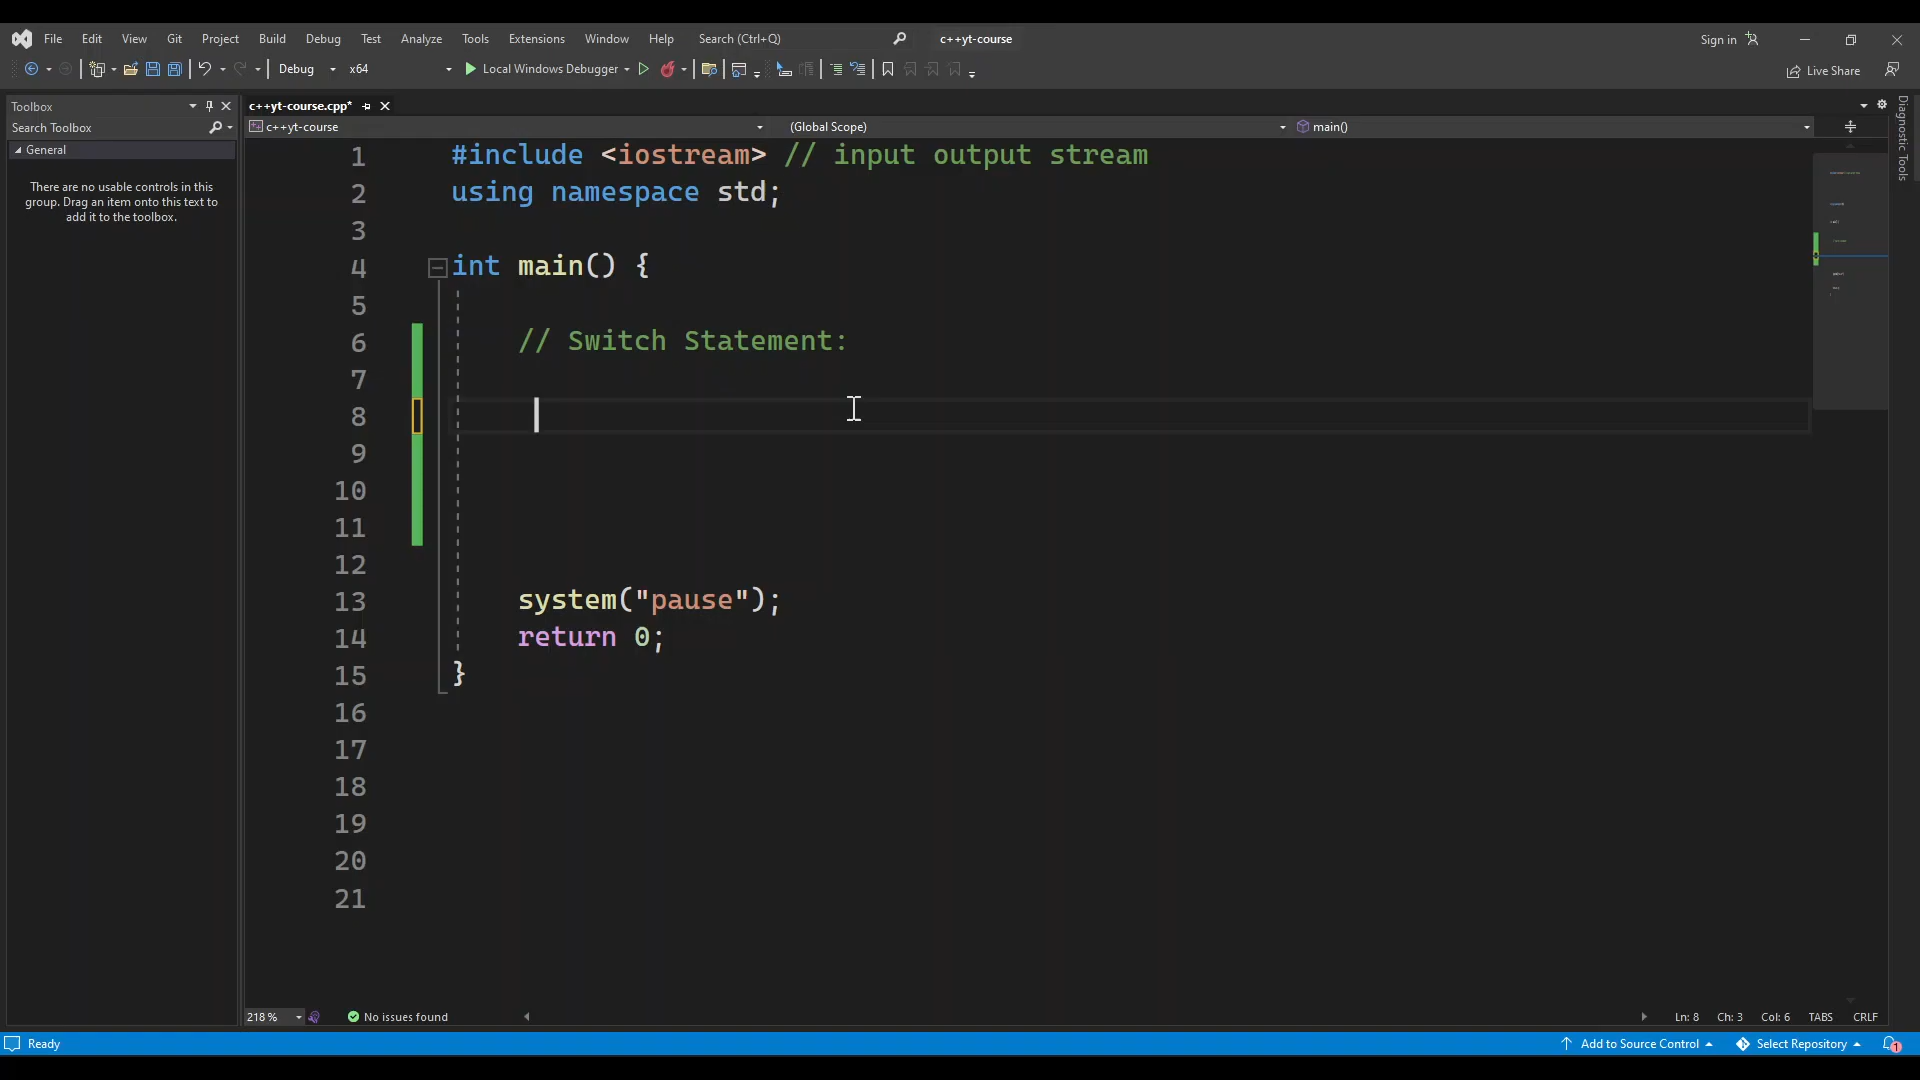 File Edit View Git Project Build Debug Test Analyze Tools Extensions Window Help Search (Ctrl+Q) c++yt-course Sign in
Debug x64 Local Windows Debugger Live Share
Toolbox
Search Toolbox
General
There are no usable controls in this
group. Drag an item onto this text to
add it to the toolbox.
c++yt-course.cpp*
c++yt-course (Global Scope) main()
1 #include <iostream> // input output stream
2 using namespace std;
3
4 int main() {
5
6 // Switch Statement:
7
8
9
10
11
12
13 system("pause");
14 return 0;
15 }
16
17
18
19
20
21
Diagnostic Tools
218 % No issues found Ln: 8 Ch: 3 Col: 6 TABS CRLF
Ready Add to Source Control Select Repository 1